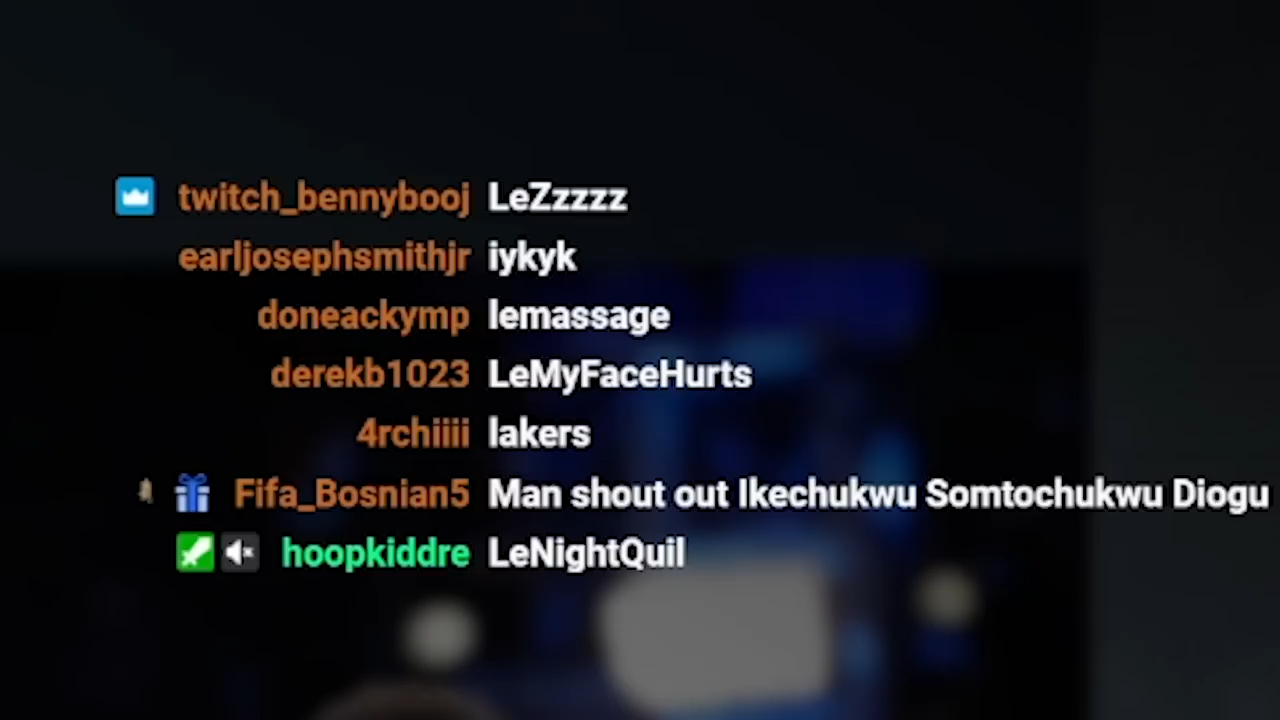 twitch_bennybooj LeZzzzz
earljosephsmithjr iykyk
doneackymp lemassage
derekb1023 LeMyFaceHurts
4rchiiii lakers
Fifa_Bosnian5 Man shout out Ikechukwu Somtochukwu Diogu
hoopkiddre LeNightQuil